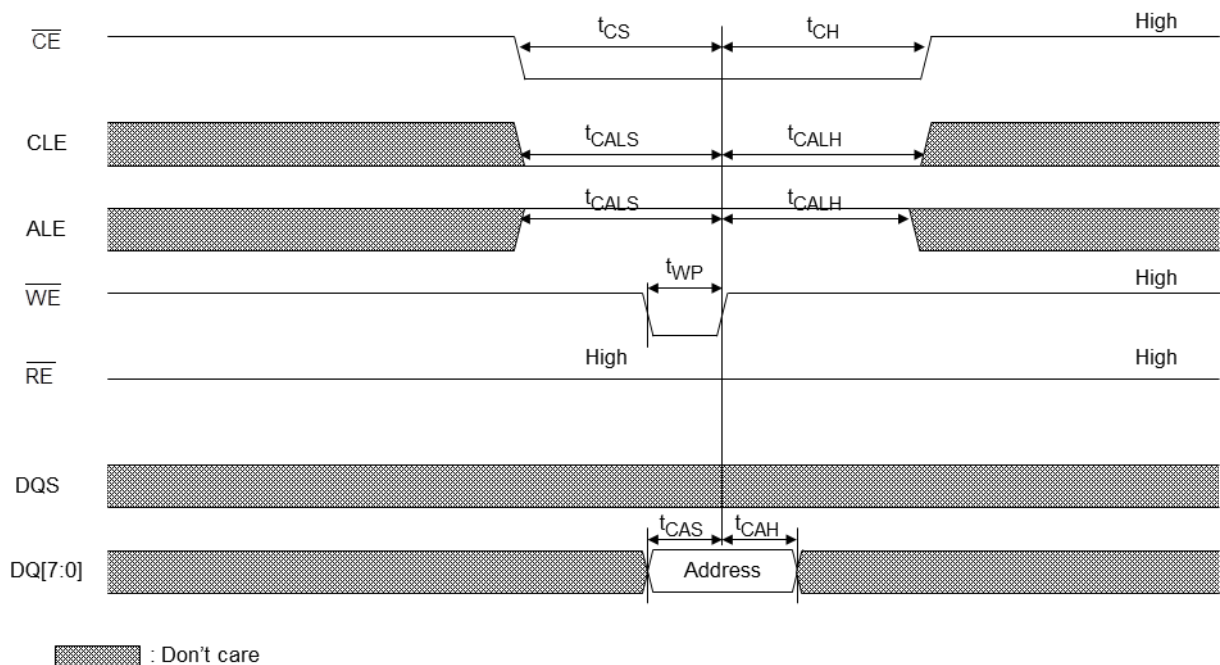 CE tCS tCH High
CLE tCALS tCALH
ALE tCALS tCALH
WE tWP High
RE High High
DQS
DQ[7:0] tCAS tCAH
Address
: Don't care